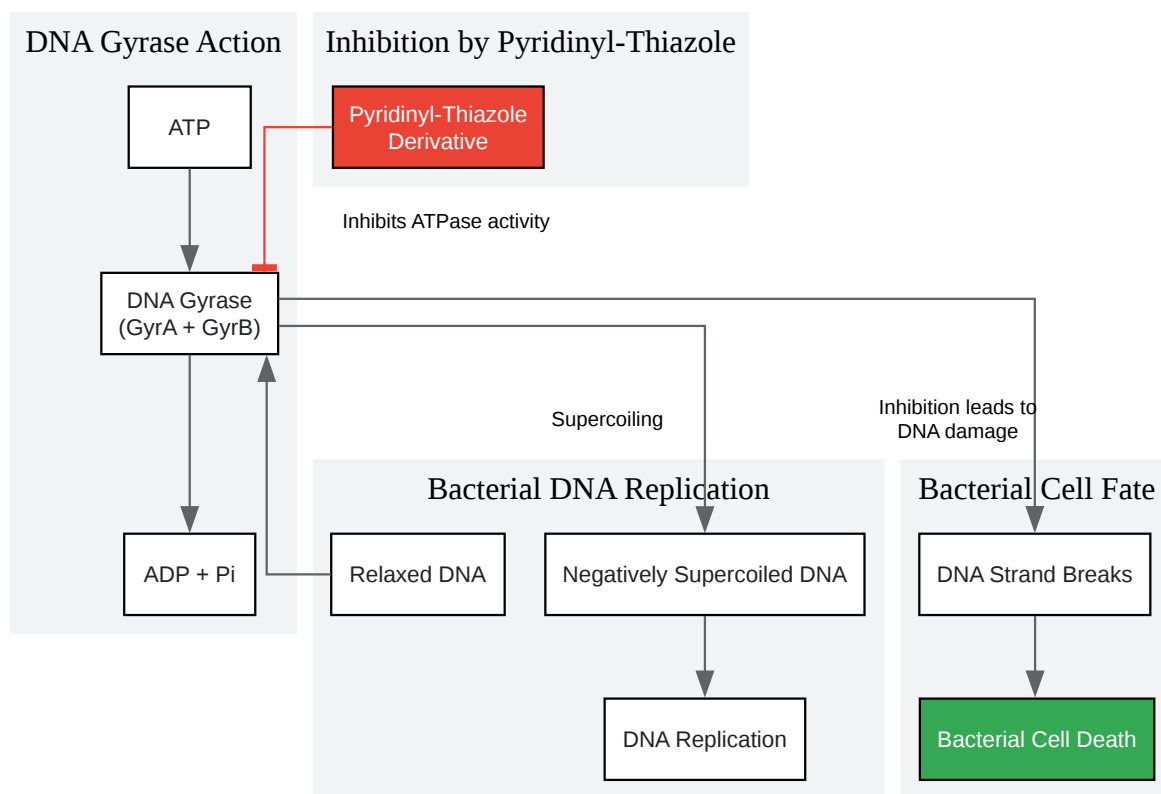 DNA Gyrase Action
Inhibition by Pyridinyl-Thiazole
ATP
Pyridinyl-Thiazole
Derivative
Inhibits ATPase activity
DNA Gyrase
(GyrA + GyrB)
Supercoiling
Inhibition leads to
DNA damage
Bacterial DNA Replication
Bacterial Cell Fate
ADP + Pi
Relaxed DNA
Negatively Supercoiled DNA
DNA Strand Breaks
DNA Replication
Bacterial Cell Death